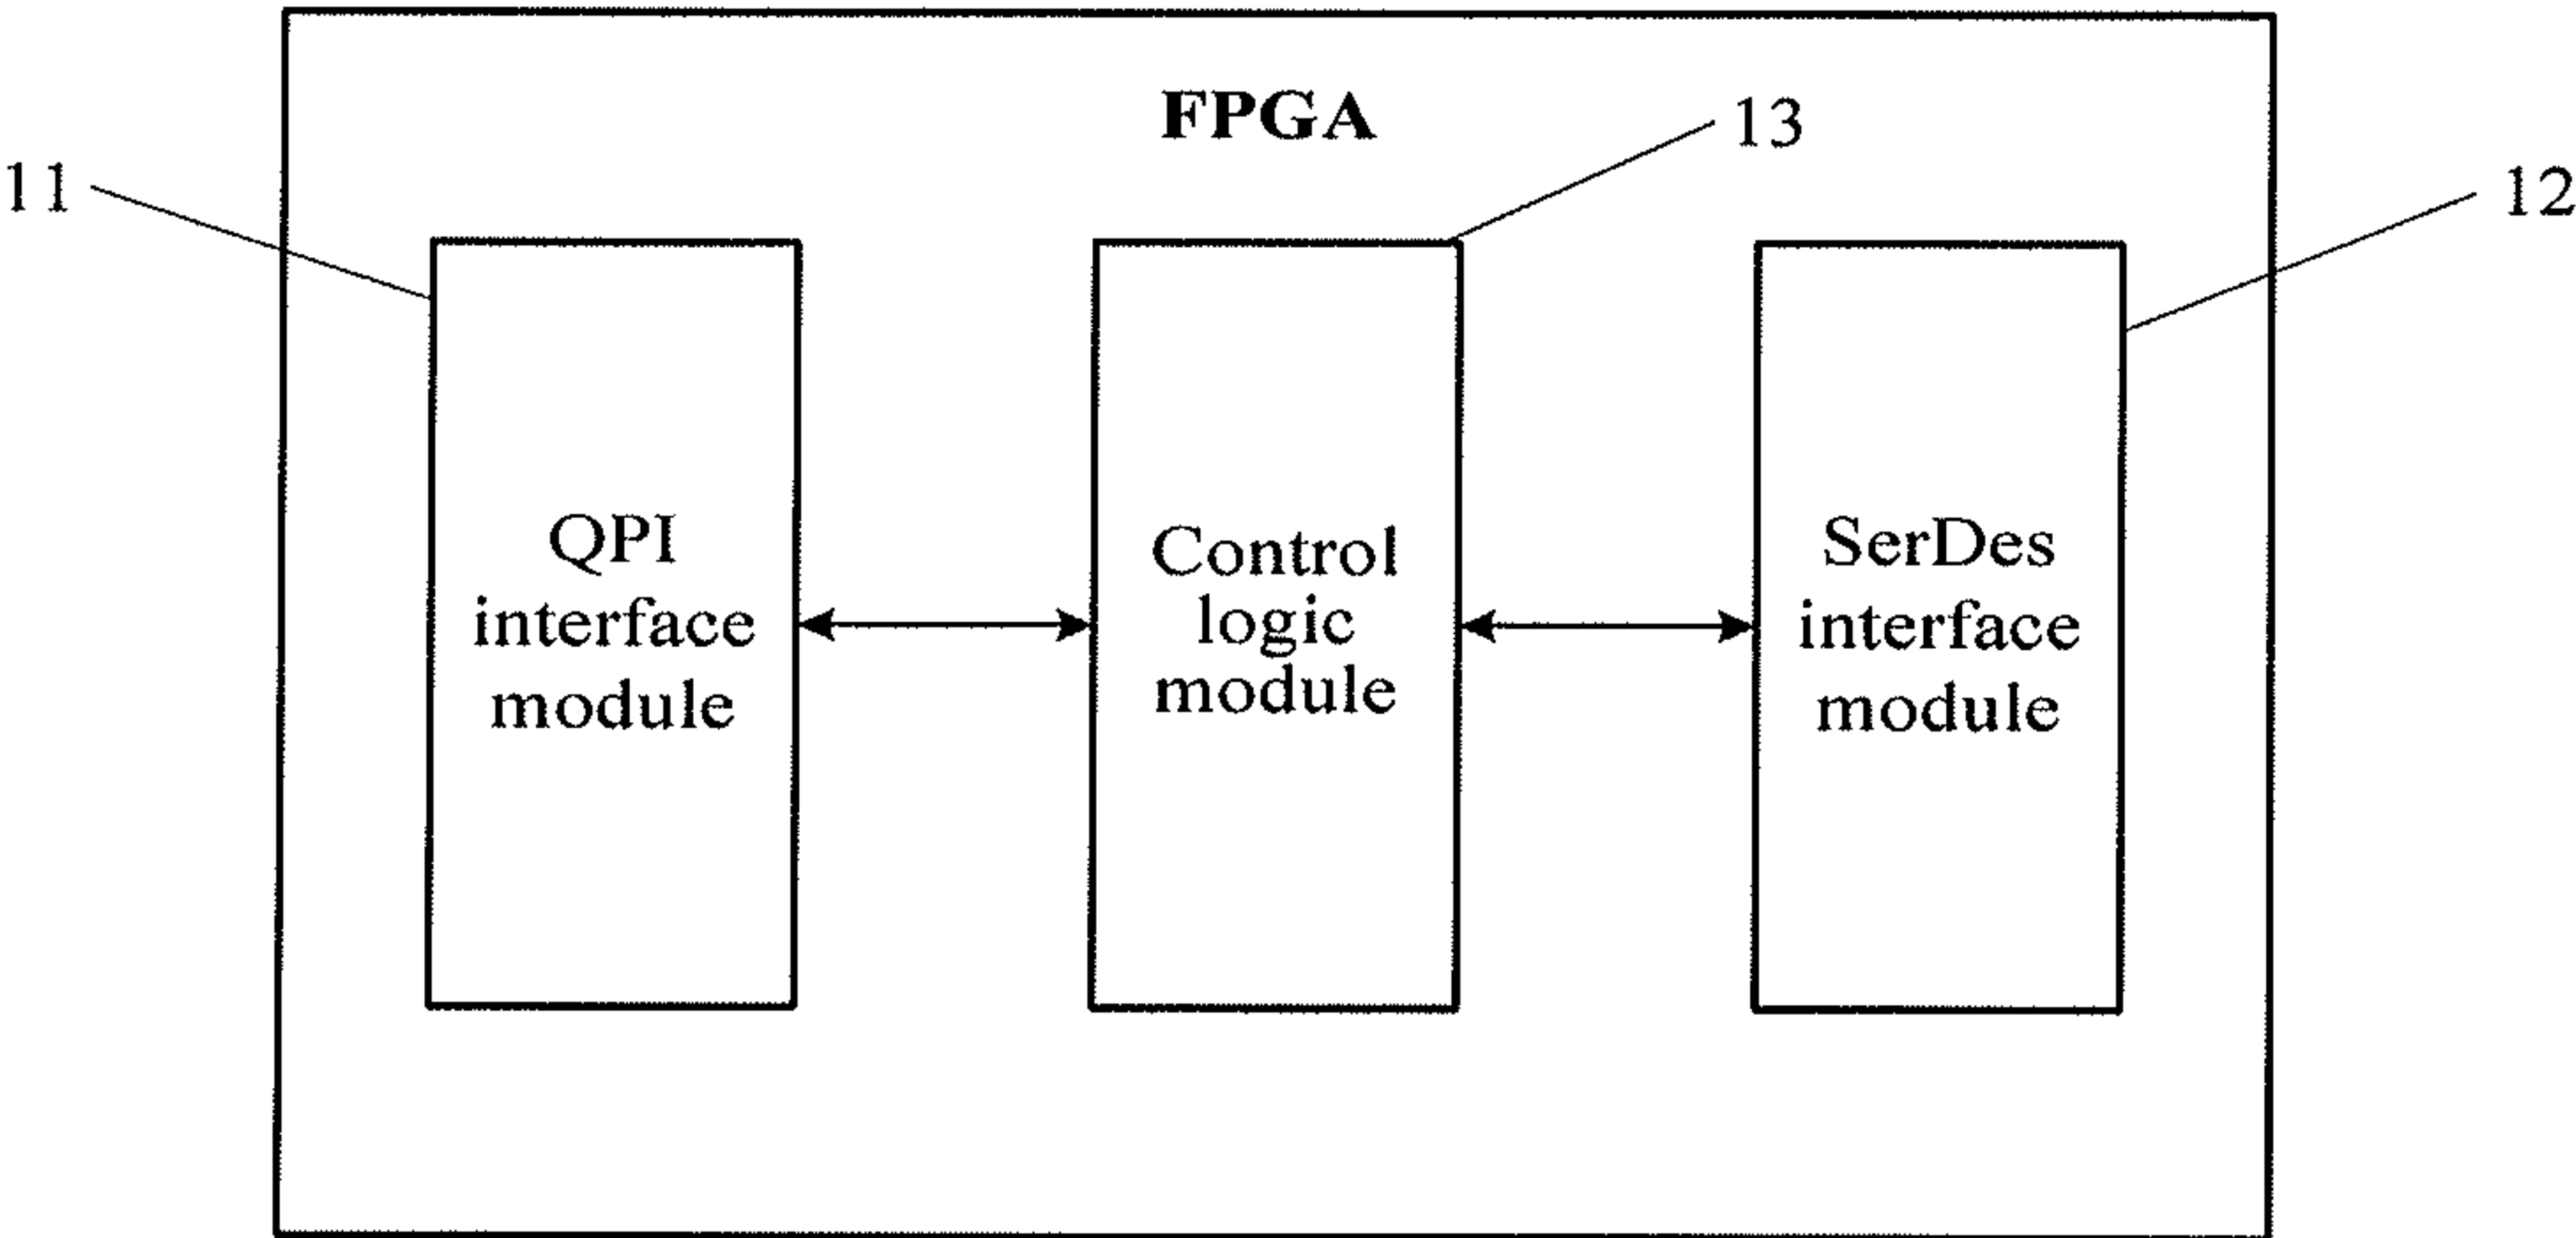 FPGA
13
11
12
QPI
interface
module
Control
logic
module
SerDes
interface
module